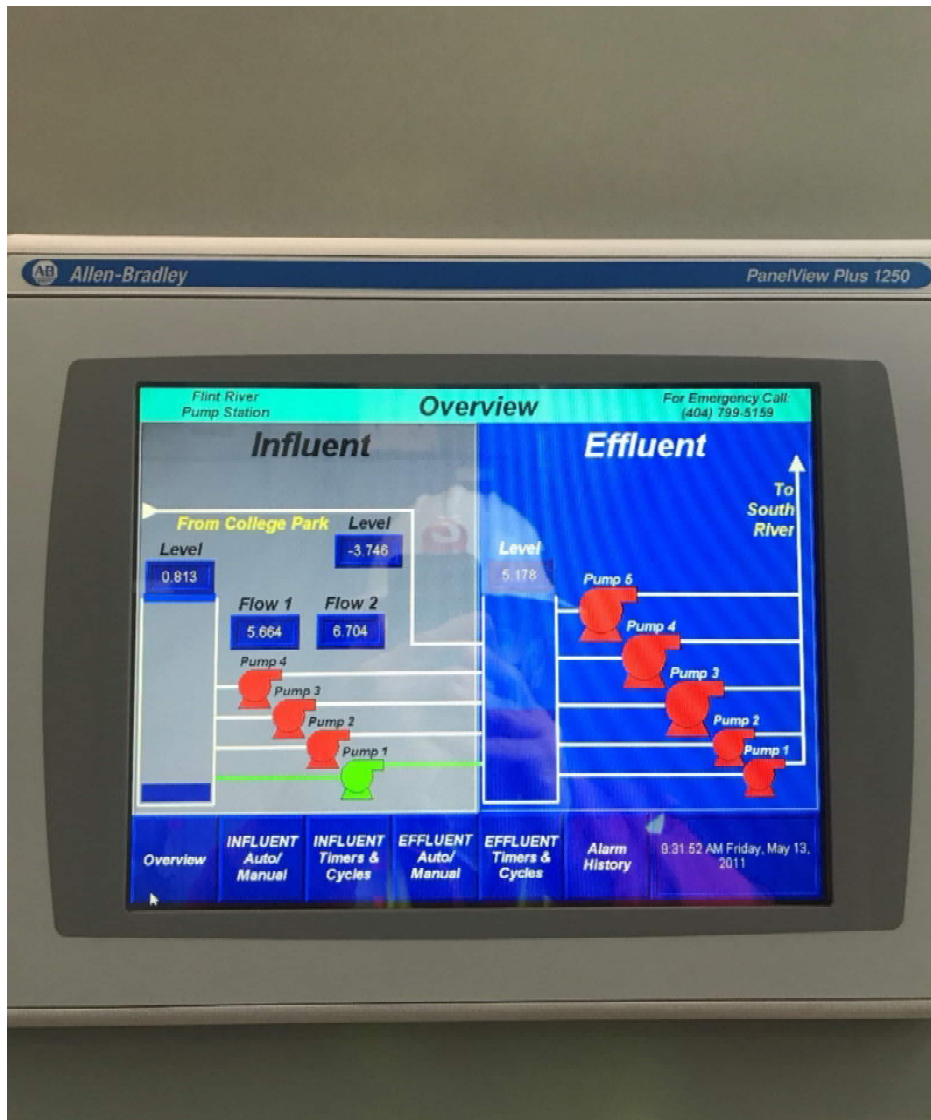 AB Allen-Bradley
PanelView Plus 1250
Flint River
Pump Station
Overview
For Emergency Call:
(404) 799-5159
Influent
From College Park
Level
-3.746
Level
0.813
Flow 1
5.664
Flow 2
6.704
Pump 4
Pump 3
Pump 2
Pump 1
Effluent
To
South
River
Level
5.178
Pump 5
Pump 4
Pump 3
Pump 2
Pump 1
Overview
INFLUENT
Auto/
Manual
INFLUENT
Timers &
Cycles
EFFLUENT
Auto/
Manual
EFFLUENT
Timers &
Cycles
Alarm
History
9:31:52 AM Friday, May 13,
2011